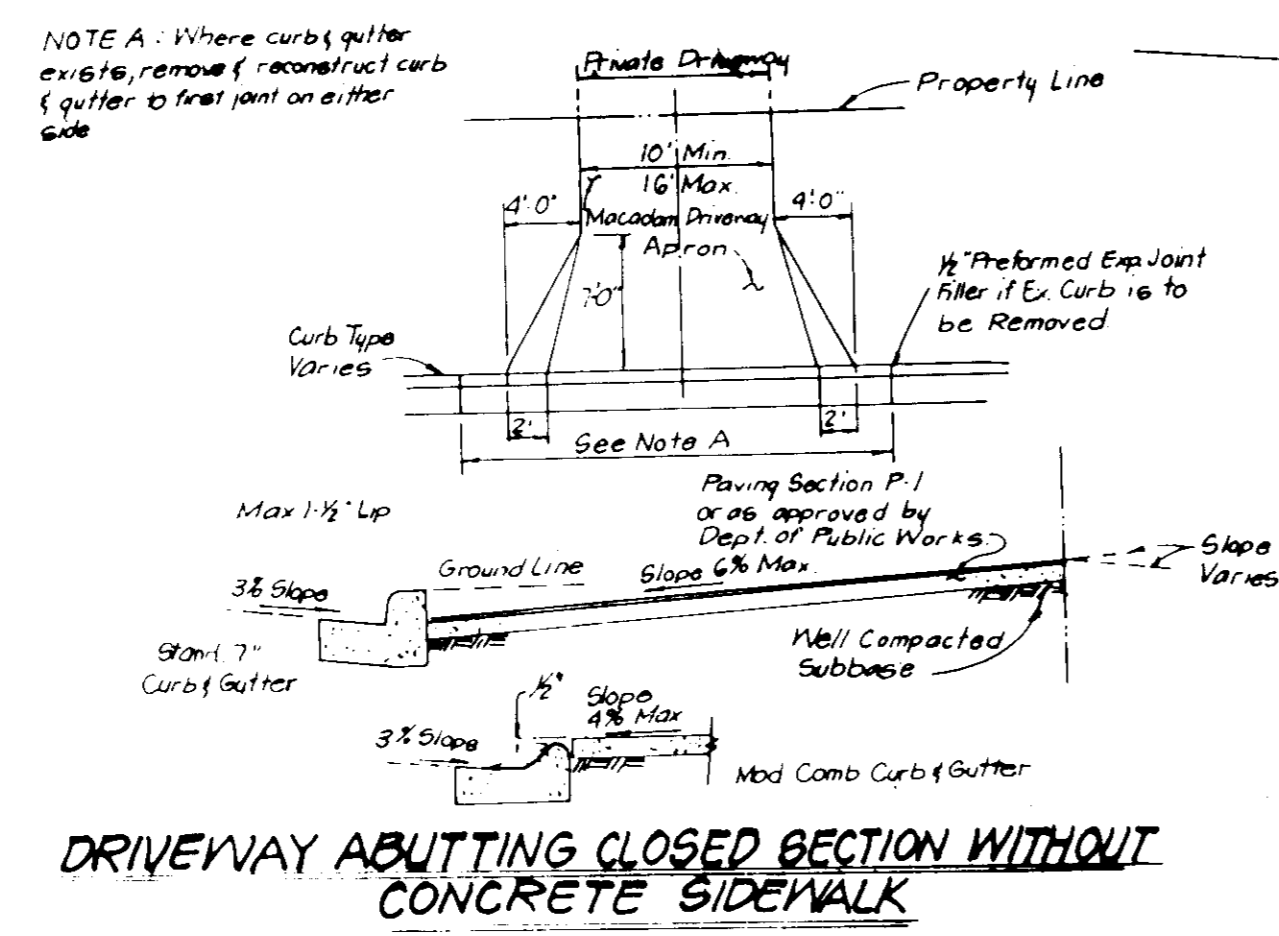 NOTE A : Where curb & gutter
exists, remove & reconstruct curb
& gutter to first joint on either
side
Private Driveway
Property Line
10' Min.
16' Max.
4'-0"
4'-0"
Macadam Driveway
Apron
7'-0"
½" Preformed Exp. Joint
Filler if Ex. Curb is to
be Removed
Curb Type
Varies
2'
2'
See Note A
Max 1-½" Lip
Paving Section P-1
or as approved by
Dept. of Public Works.
Ground Line
Slope 6% Max.
Slope
Varies
3% Slope
Stand. 7"
Curb & Gutter
Well Compacted
Subbase
½"
Slope
4% Max
3% Slope
Mod Comb Curb & Gutter
DRIVEWAY ABUTTING CLOSED SECTION WITHOUT
CONCRETE SIDEWALK